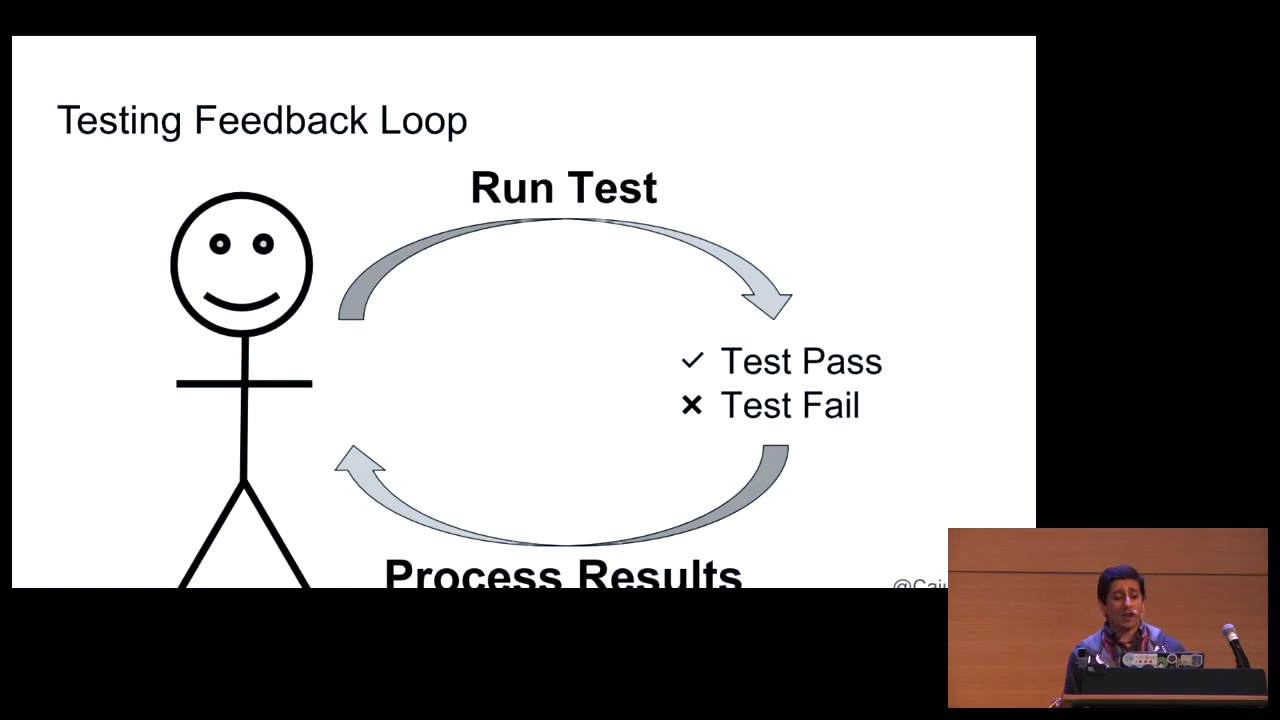 Testing Feedback Loop
Run Test
✓ Test Pass
✕ Test Fail
Process Results